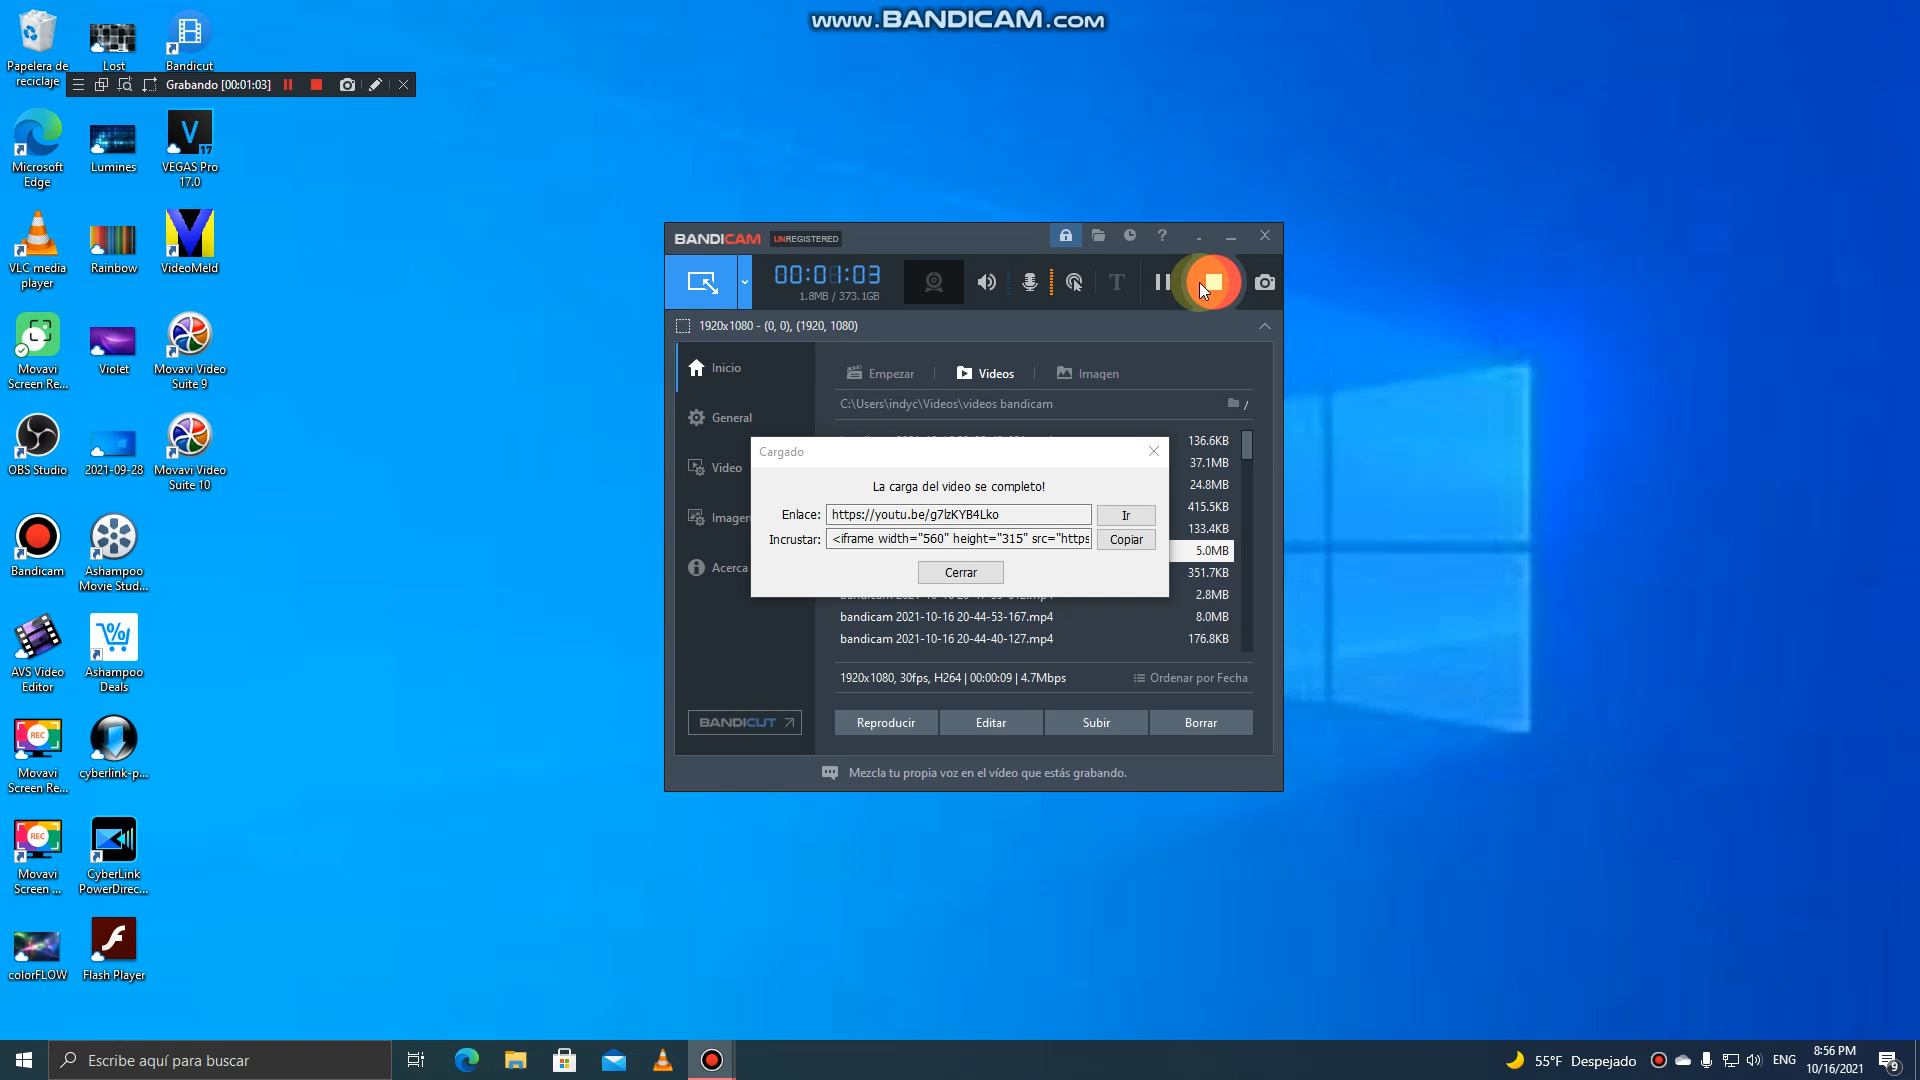 www.BANDICAM.com
Papelera de
reciclaje
Lost
Bandicut
Grabando [00:01:03]
Microsoft
Edge
Lumines
VEGAS Pro
17.0
VLC media
player
Rainbow
VideoMeld
Movavi
Screen Re...
Violet
Movavi Video
Suite 9
OBS Studio
2021-09-28
Movavi Video
Suite 10
Bandicam
Ashampoo
Movie Stud...
AVS Video
Editor
Ashampoo
Deals
Movavi
Screen Re...
cyberlink-p...
Movavi
Screen ...
CyberLink
PowerDirec...
colorFLOW
Flash Player
BANDICAM UNREGISTERED
00:01:03
1.8MB / 373.1GB
1920x1080 - (0, 0), (1920, 1080)
Inicio
General
Video
Imagen
Acerca
BANDICUT
Empezar
Videos
Imagen
C:\Users\indyc\Videos\videos bandicam
136.6KB
37.1MB
24.8MB
415.5KB
133.4KB
5.0MB
351.7KB
2.8MB
bandicam 2021-10-16 20-44-53-167.mp4 8.0MB
bandicam 2021-10-16 20-44-40-127.mp4 176.8KB
1920x1080, 30fps, H264 | 00:00:09 | 4.7Mbps
Ordenar por Fecha
Reproducir
Editar
Subir
Borrar
Mezcla tu propia voz en el vídeo que estás grabando.
Cargado
La carga del video se completo!
Enlace: https://youtu.be/g7lzKYB4Lko Ir
Incrustar: <iframe width="560" height="315" src="https Copiar
Cerrar
Escribe aquí para buscar
55°F Despejado
ENG
8:56 PM
10/16/2021
9